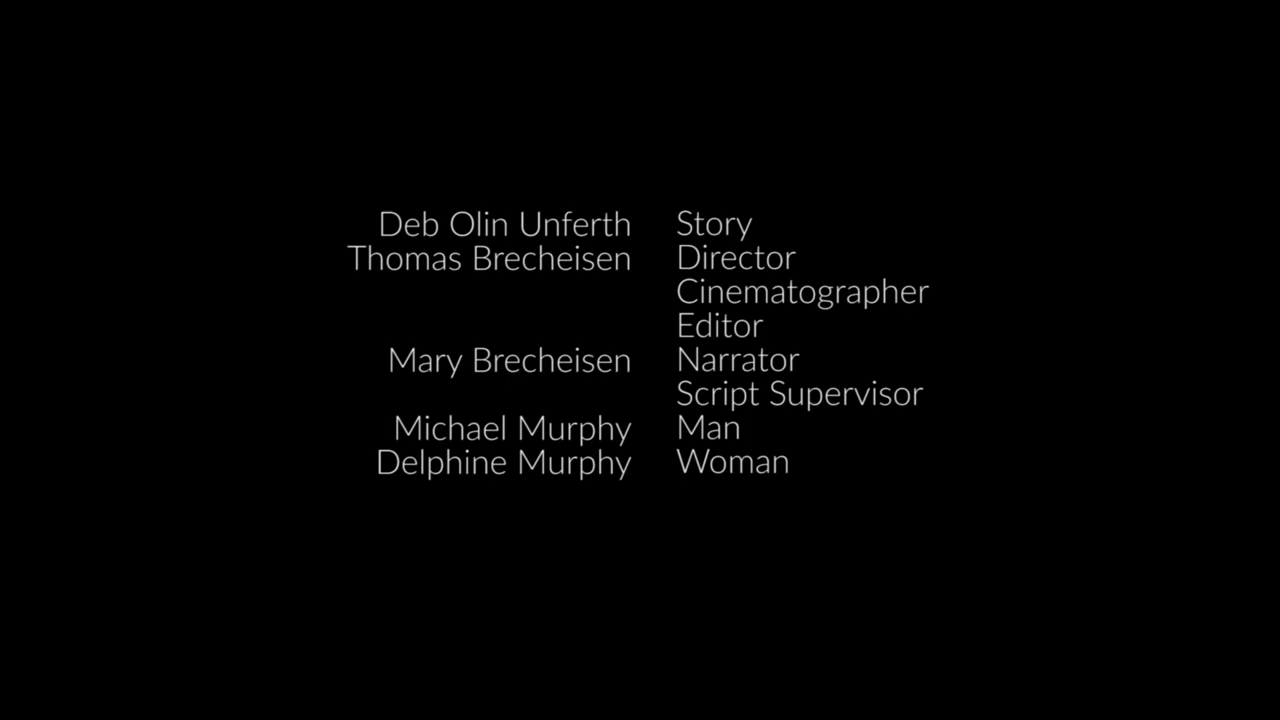 Deb Olin Unferth Story
Thomas Brecheisen Director
Cinematographer
Editor
Mary Brecheisen Narrator
Script Supervisor
Michael Murphy Man
Delphine Murphy Woman